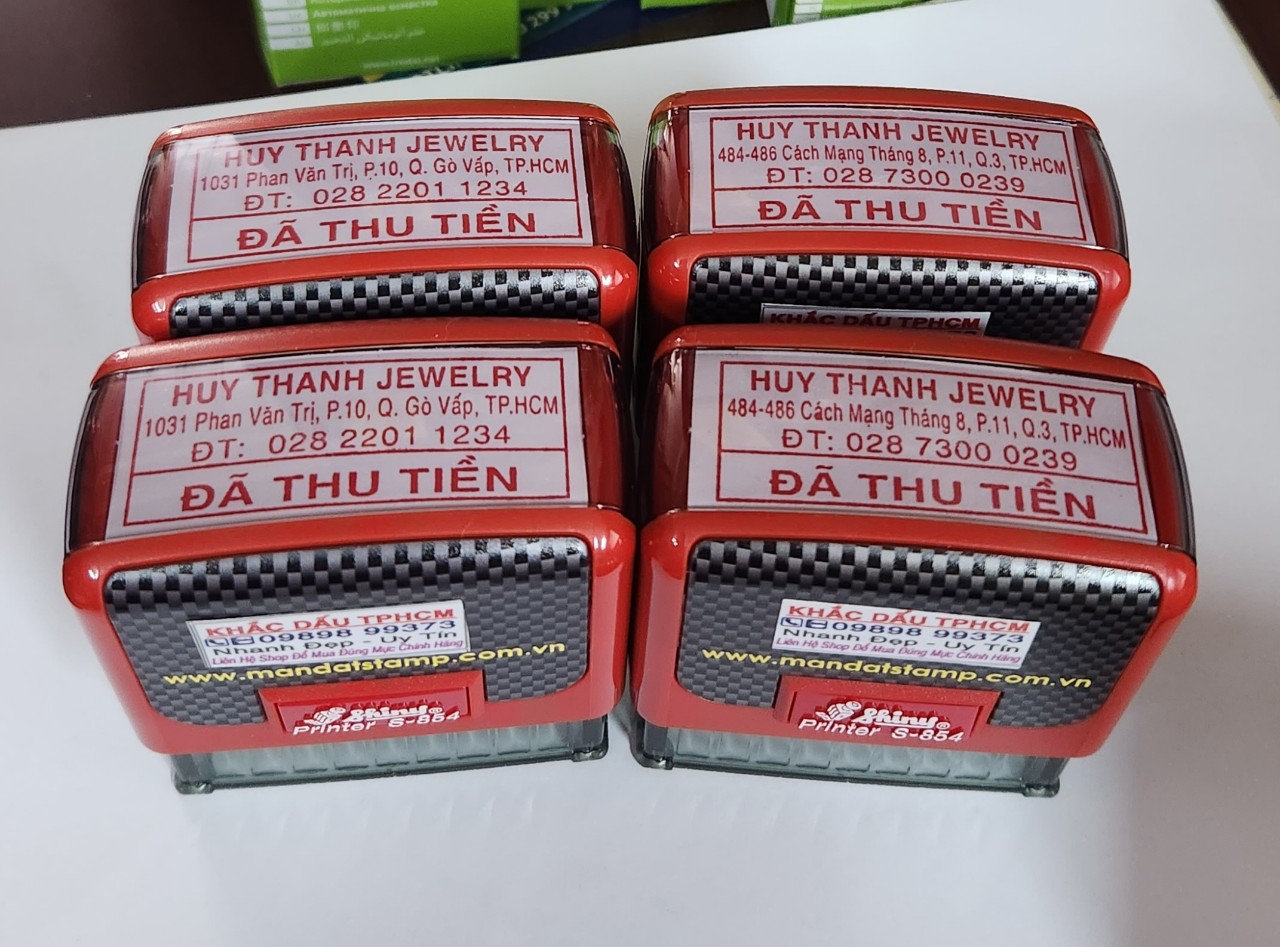 ABTOMATИЧНИ ПОМАСТЕР
www.trodat.net
HUY THANH JEWELRY
1031 Phan Văn Trị, P.10, Q. Gò Vấp, TP.HCM
ĐT: 028 2201 1234
ĐÃ THU TIỀN
HUY THANH JEWELRY
484-486 Cách Mạng Tháng 8, P.11, Q.3, TP.HCM
ĐT: 028 7300 0239
ĐÃ THU TIỀN
KHẮC DẤU TPHCM
HUY THANH JEWELRY
1031 Phan Văn Trị, P.10, Q. Gò Vấp, TP.HCM
ĐT: 028 2201 1234
ĐÃ THU TIỀN
KHẮC DẤU TPHCM
09898 99373
Nhanh Đẹp - Uy Tín
Liên Hệ Shop Để Mua Đúng Mực Chính Hãng
www.mandatstamp.com.vn
Shiny®
Printer S-854
HUY THANH JEWELRY
484-486 Cách Mạng Tháng 8, P.11, Q.3, TP.HCM
ĐT: 028 7300 0239
ĐÃ THU TIỀN
KHẮC DẤU TPHCM
09898 99373
Nhanh Đẹp - Uy Tín
Liên Hệ Shop Để Mua Đúng Mực Chính Hãng
www.mandatstamp.com.vn
Shiny®
Printer S-854